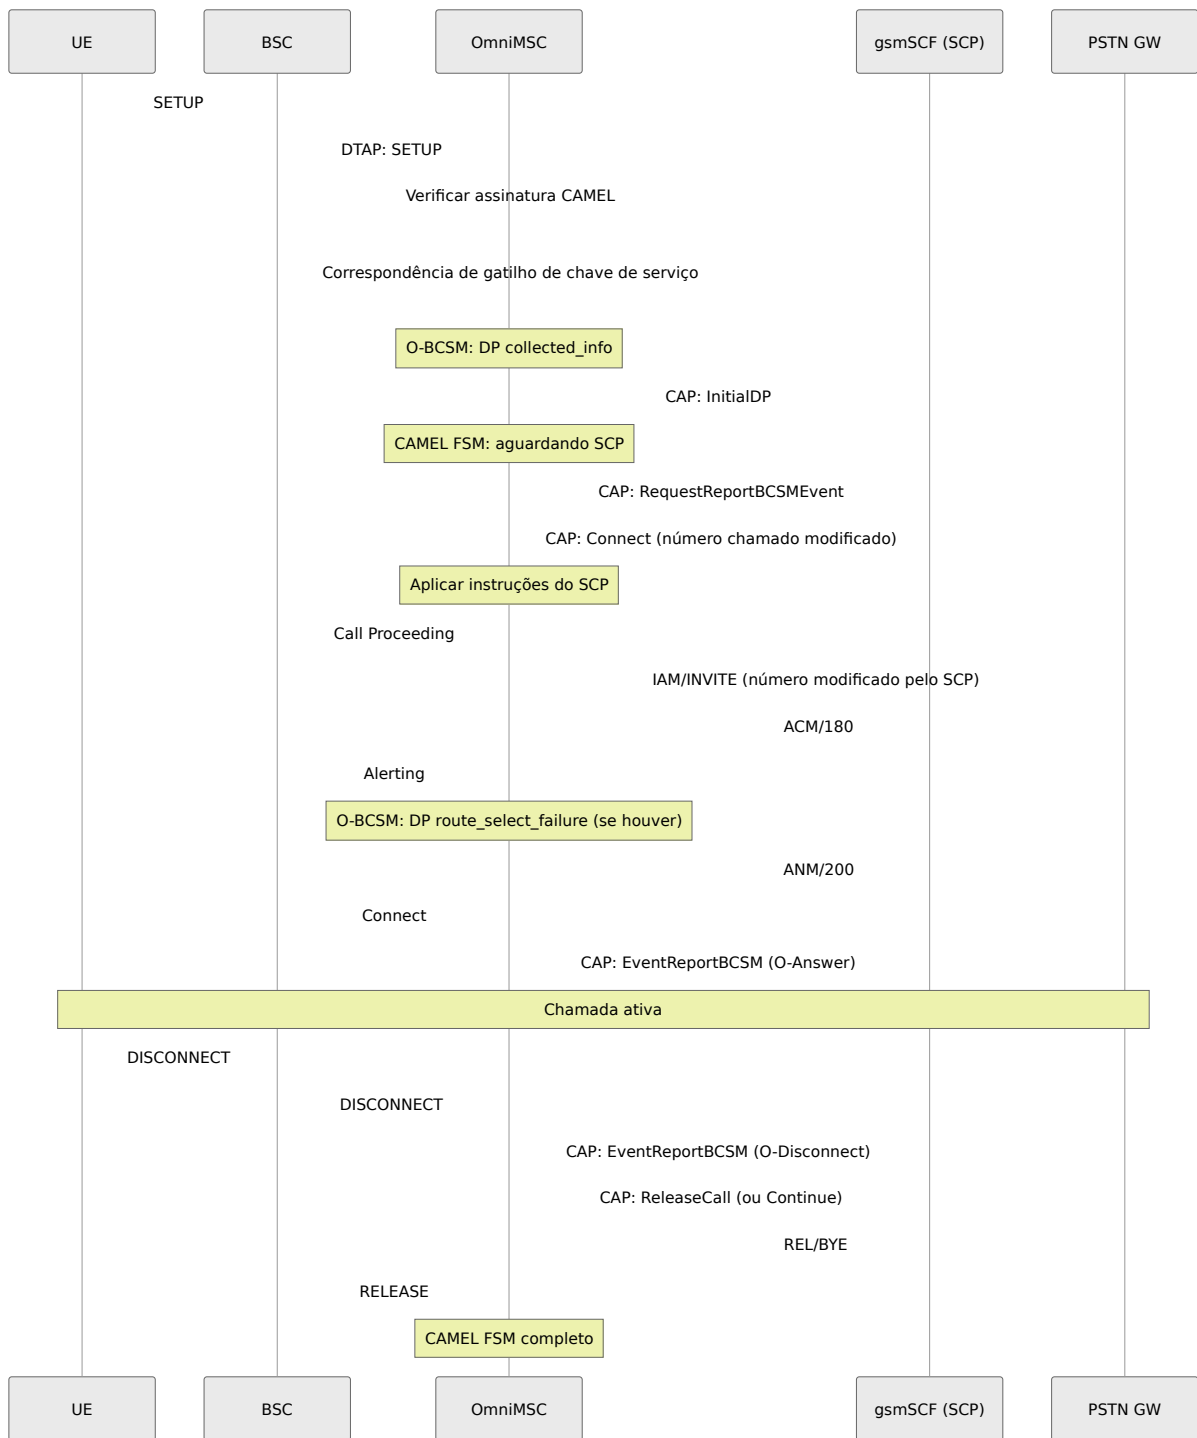 UE
BSC
OmniMSC
gsmSCF (SCP)
PSTN GW
SETUP
DTAP: SETUP
Verificar assinatura CAMEL
Correspondência de gatilho de chave de serviço
O-BCSM: DP collected_info
CAP: InitialDP
CAMEL FSM: aguardando SCP
CAP: RequestReportBCSMEvent
CAP: Connect (número chamado modificado)
Aplicar instruções do SCP
Call Proceeding
IAM/INVITE (número modificado pelo SCP)
ACM/180
Alerting
O-BCSM: DP route_select_failure (se houver)
ANM/200
Connect
CAP: EventReportBCSM (O-Answer)
Chamada ativa
DISCONNECT
DISCONNECT
CAP: EventReportBCSM (O-Disconnect)
CAP: ReleaseCall (ou Continue)
REL/BYE
RELEASE
CAMEL FSM completo
UE
BSC
OmniMSC
gsmSCF (SCP)
PSTN GW